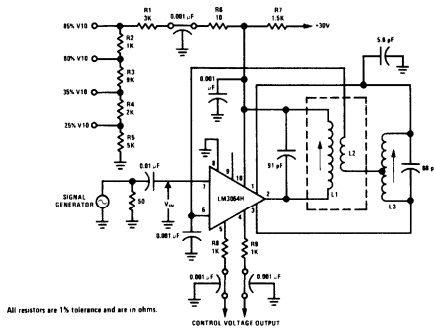 85% V10
R1
3K
0.001 µF
R6
10
R7
1.5K
+30V
R2
1K
80% V10
R3
9K
35% V10
R4
2K
25% V10
R5
5K
0.001
µF
5.6 pF
91 pF
L1
L2
L3
68 p
0.01 µF
SIGNAL
GENERATOR
50
8
9
10
1
7
2
LM3064H
6
3
5
4
0.001 µF
R8
1K
R9
1K
0.001 µF
0.001 µF
All resistors are 1% tolerance and are in ohms.
CONTROL VOLTAGE OUTPUT